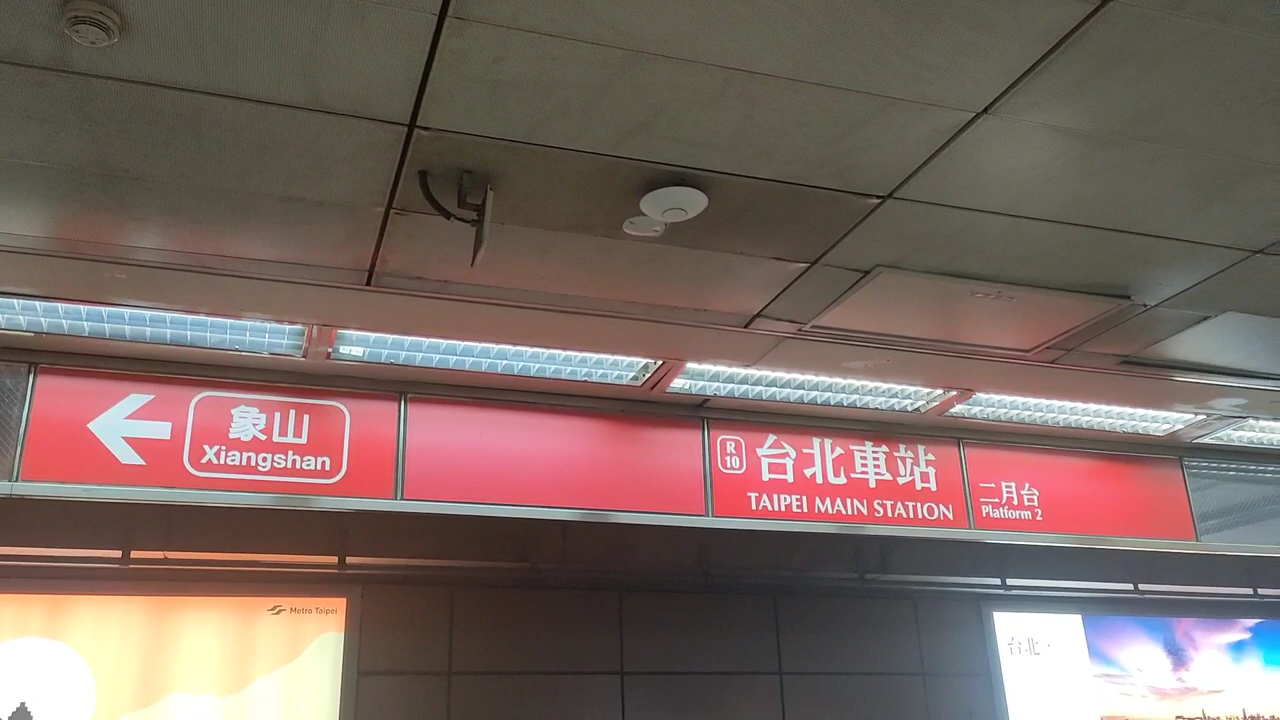 象山
Xiangshan
R
10
台北車站
TAIPEI MAIN STATION
二月台
Platform 2
Metro Taipei
台北·